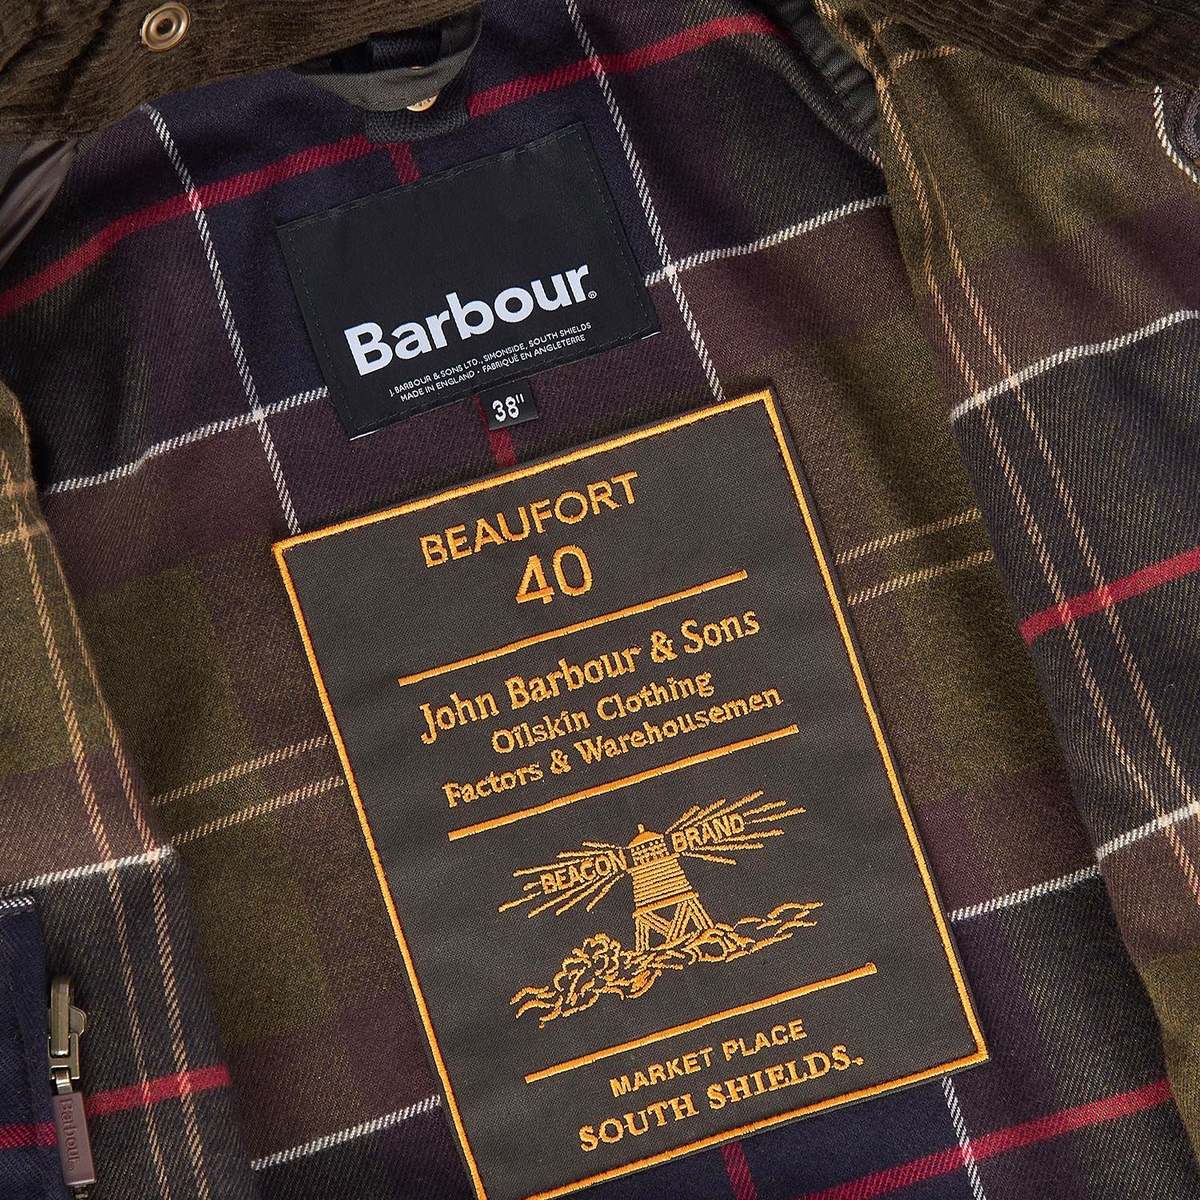 Barbour®
J. BARBOUR & SONS LTD., SIMONSIDE, SOUTH SHIELDS
MADE IN ENGLAND • FABRIQUÉ EN ANGLETERRE
38"
BEAUFORT
40
John Barbour & Sons
Oilskin Clothing
Factors & Warehousemen
BEACON BRAND
MARKET PLACE
SOUTH SHIELDS.
Barbour